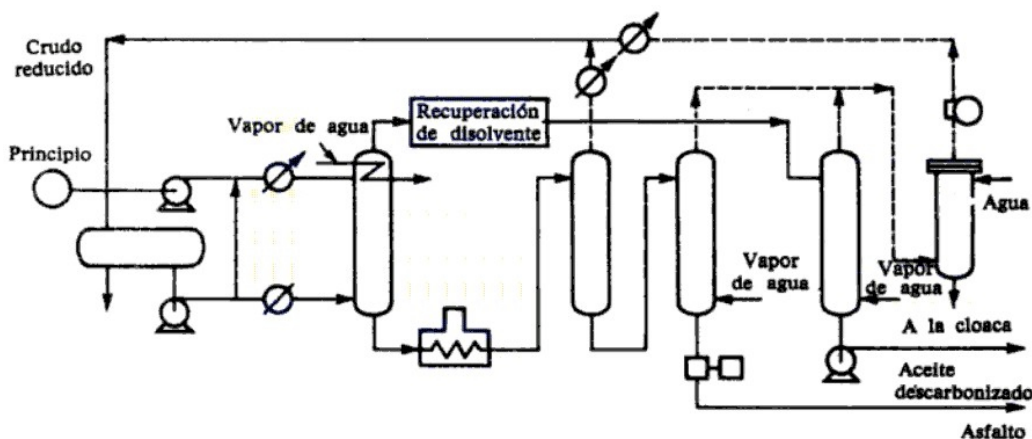 Crudo
reducido
Principio
Vapor de agua
Recuperación
de disolvente
Agua
Vapor
de agua
Vapor
de agua
A la cloaca
Aceite
descarbonizado
Asfalto